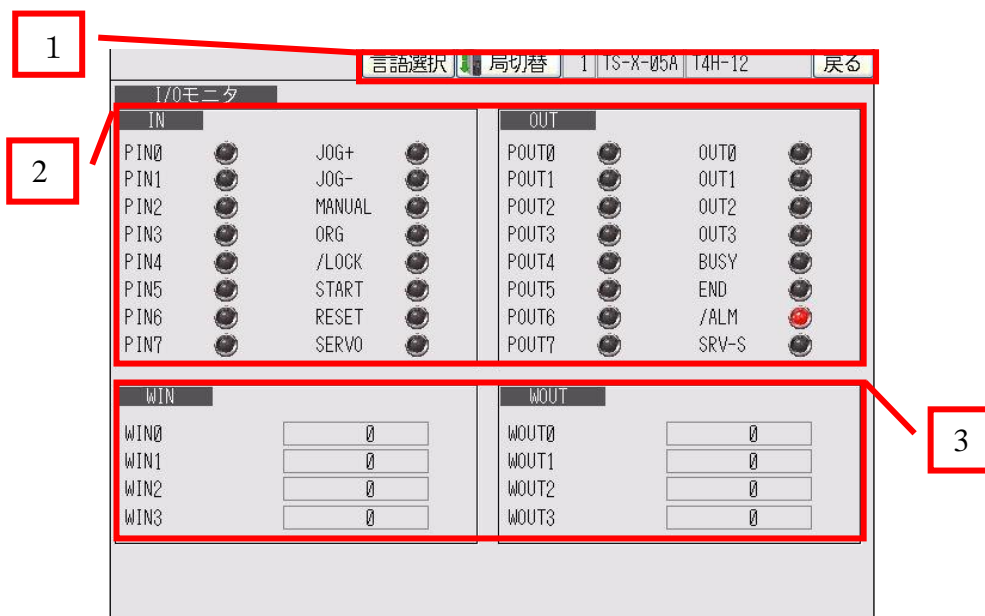 1
言語選択 局切替 1 TS-X-05A T4H-12 戻る
I/Oモニタ
2
IN
PIN0 JOG+
PIN1 JOG-
PIN2 MANUAL
PIN3 ORG
PIN4 /LOCK
PIN5 START
PIN6 RESET
PIN7 SERVO
OUT
POUT0 OUT0
POUT1 OUT1
POUT2 OUT2
POUT3 OUT3
POUT4 BUSY
POUT5 END
POUT6 /ALM
POUT7 SRV-S
WIN
WIN0 0
WIN1 0
WIN2 0
WIN3 0
WOUT
WOUT0 0
WOUT1 0
WOUT2 0
WOUT3 0
3